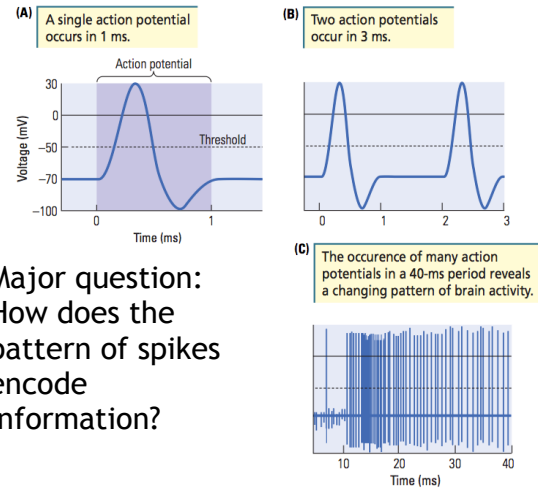 (A)
A single action potential
occurs in 1 ms.
Action potential
30
0
−50
−70
−100
Voltage (mV)
Threshold
0
1
Time (ms)
(B)
Two action potentials
occur in 3 ms.
0
1
2
3
(C)
The occurence of many action
potentials in a 40-ms period reveals
a changing pattern of brain activity.
10
20
30
40
Time (ms)
Major question:
How does the
pattern of spikes
encode
information?